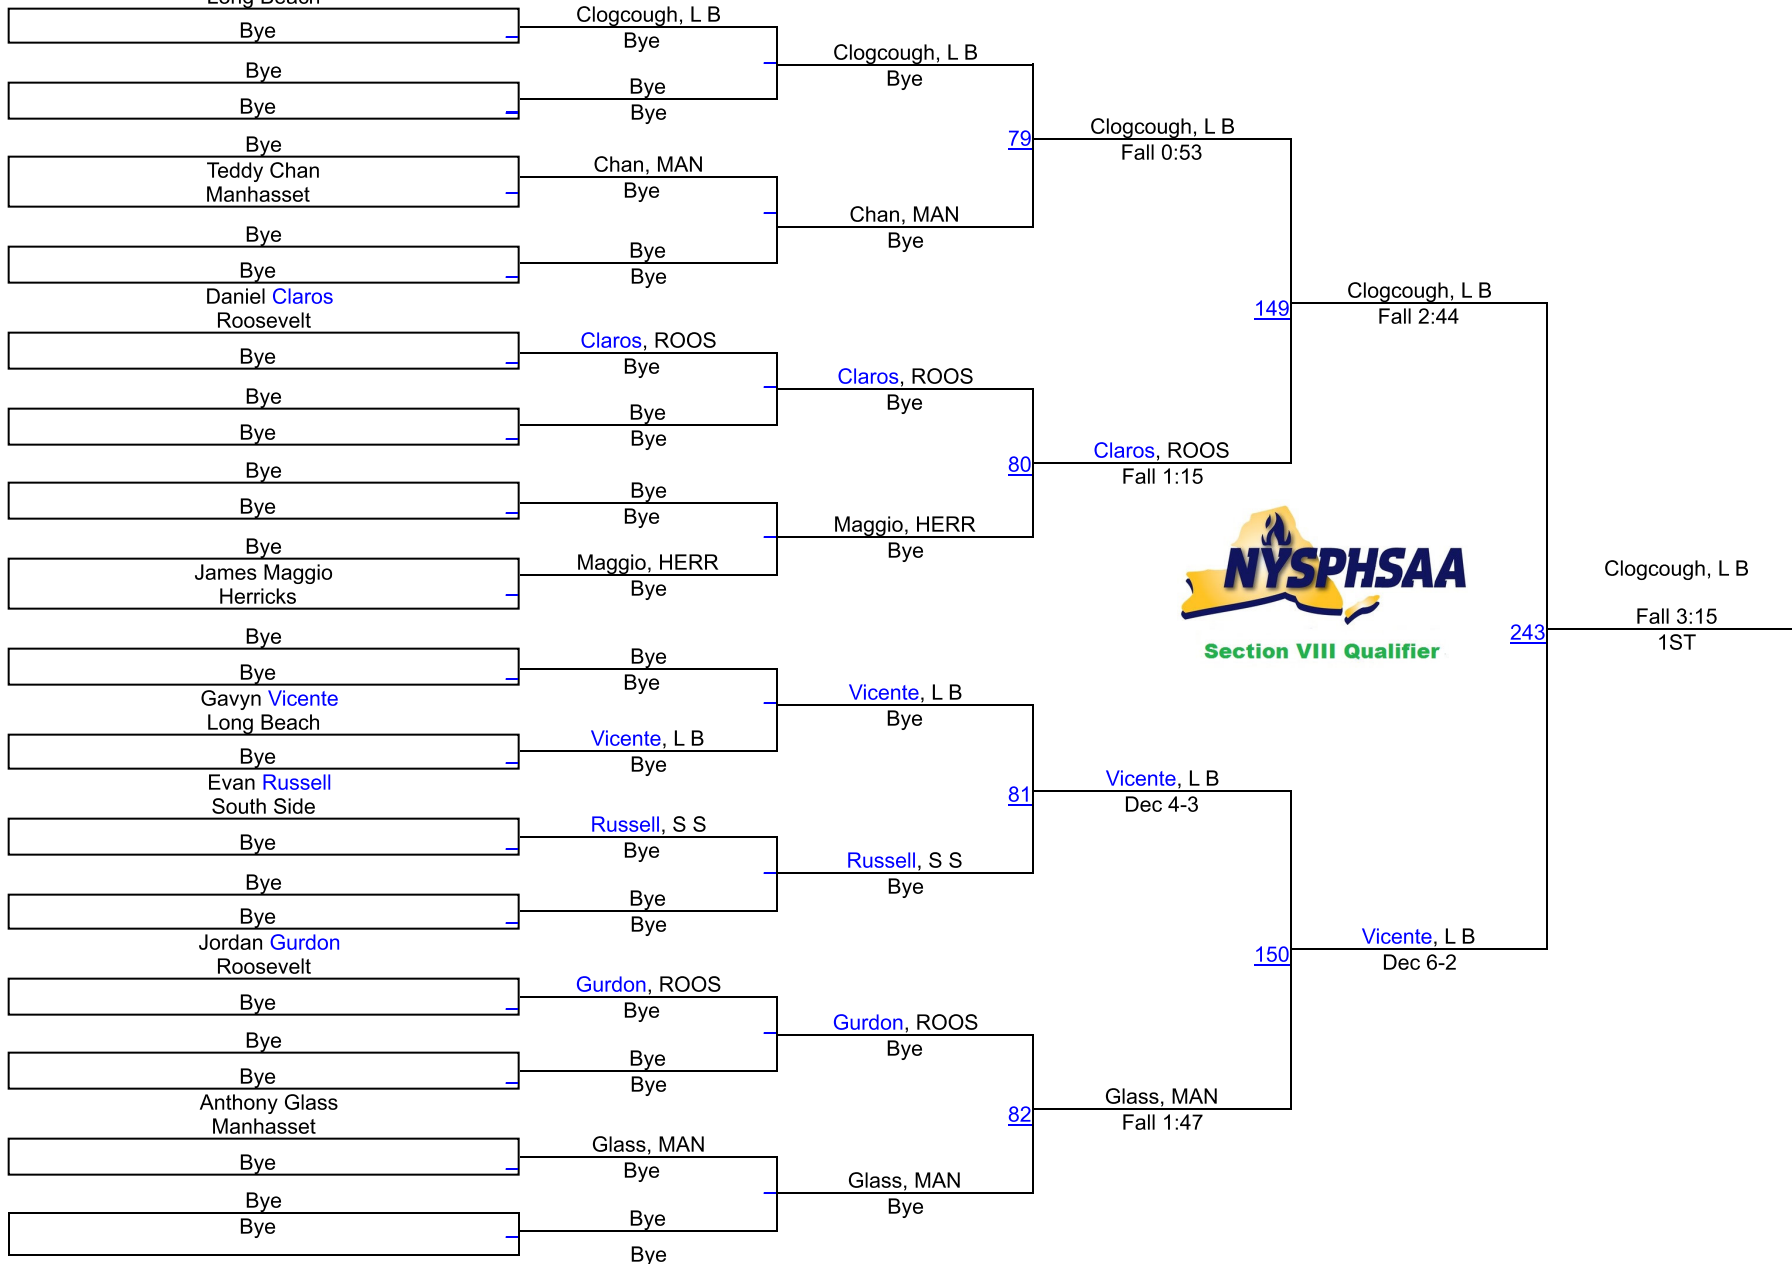 Long Beach
Bye
Bye
Bye
Bye
Teddy Chan
Manhasset
Bye
Bye
Daniel Claros
Roosevelt
Bye
Bye
Bye
Bye
Bye
Bye
James Maggio
Herricks
Bye
Bye
Gavyn Vicente
Long Beach
Bye
Evan Russell
South Side
Bye
Bye
Bye
Jordan Gurdon
Roosevelt
Bye
Bye
Bye
Anthony Glass
Manhasset
Bye
Bye
Bye
Clogcough, L B
Bye
Bye
Bye
Chan, MAN
Bye
Bye
Bye
Claros, ROOS
Bye
Bye
Bye
Bye
Bye
Maggio, HERR
Bye
Bye
Bye
Vicente, L B
Bye
Russell, S S
Bye
Bye
Bye
Gurdon, ROOS
Bye
Bye
Bye
Glass, MAN
Bye
Bye
Bye
Clogcough, L B
Bye
Chan, MAN
Bye
Claros, ROOS
Bye
Maggio, HERR
Bye
Vicente, L B
Bye
Russell, S S
Bye
Gurdon, ROOS
Bye
Glass, MAN
Bye
79
80
81
82
Clogcough, L B
Fall 0:53
Claros, ROOS
Fall 1:15
Vicente, L B
Dec 4-3
Glass, MAN
Fall 1:47
149
150
NYSPHSAA
Section VIII Qualifier
Clogcough, L B
Fall 2:44
Vicente, L B
Dec 6-2
243
Clogcough, L B
Fall 3:15
1ST